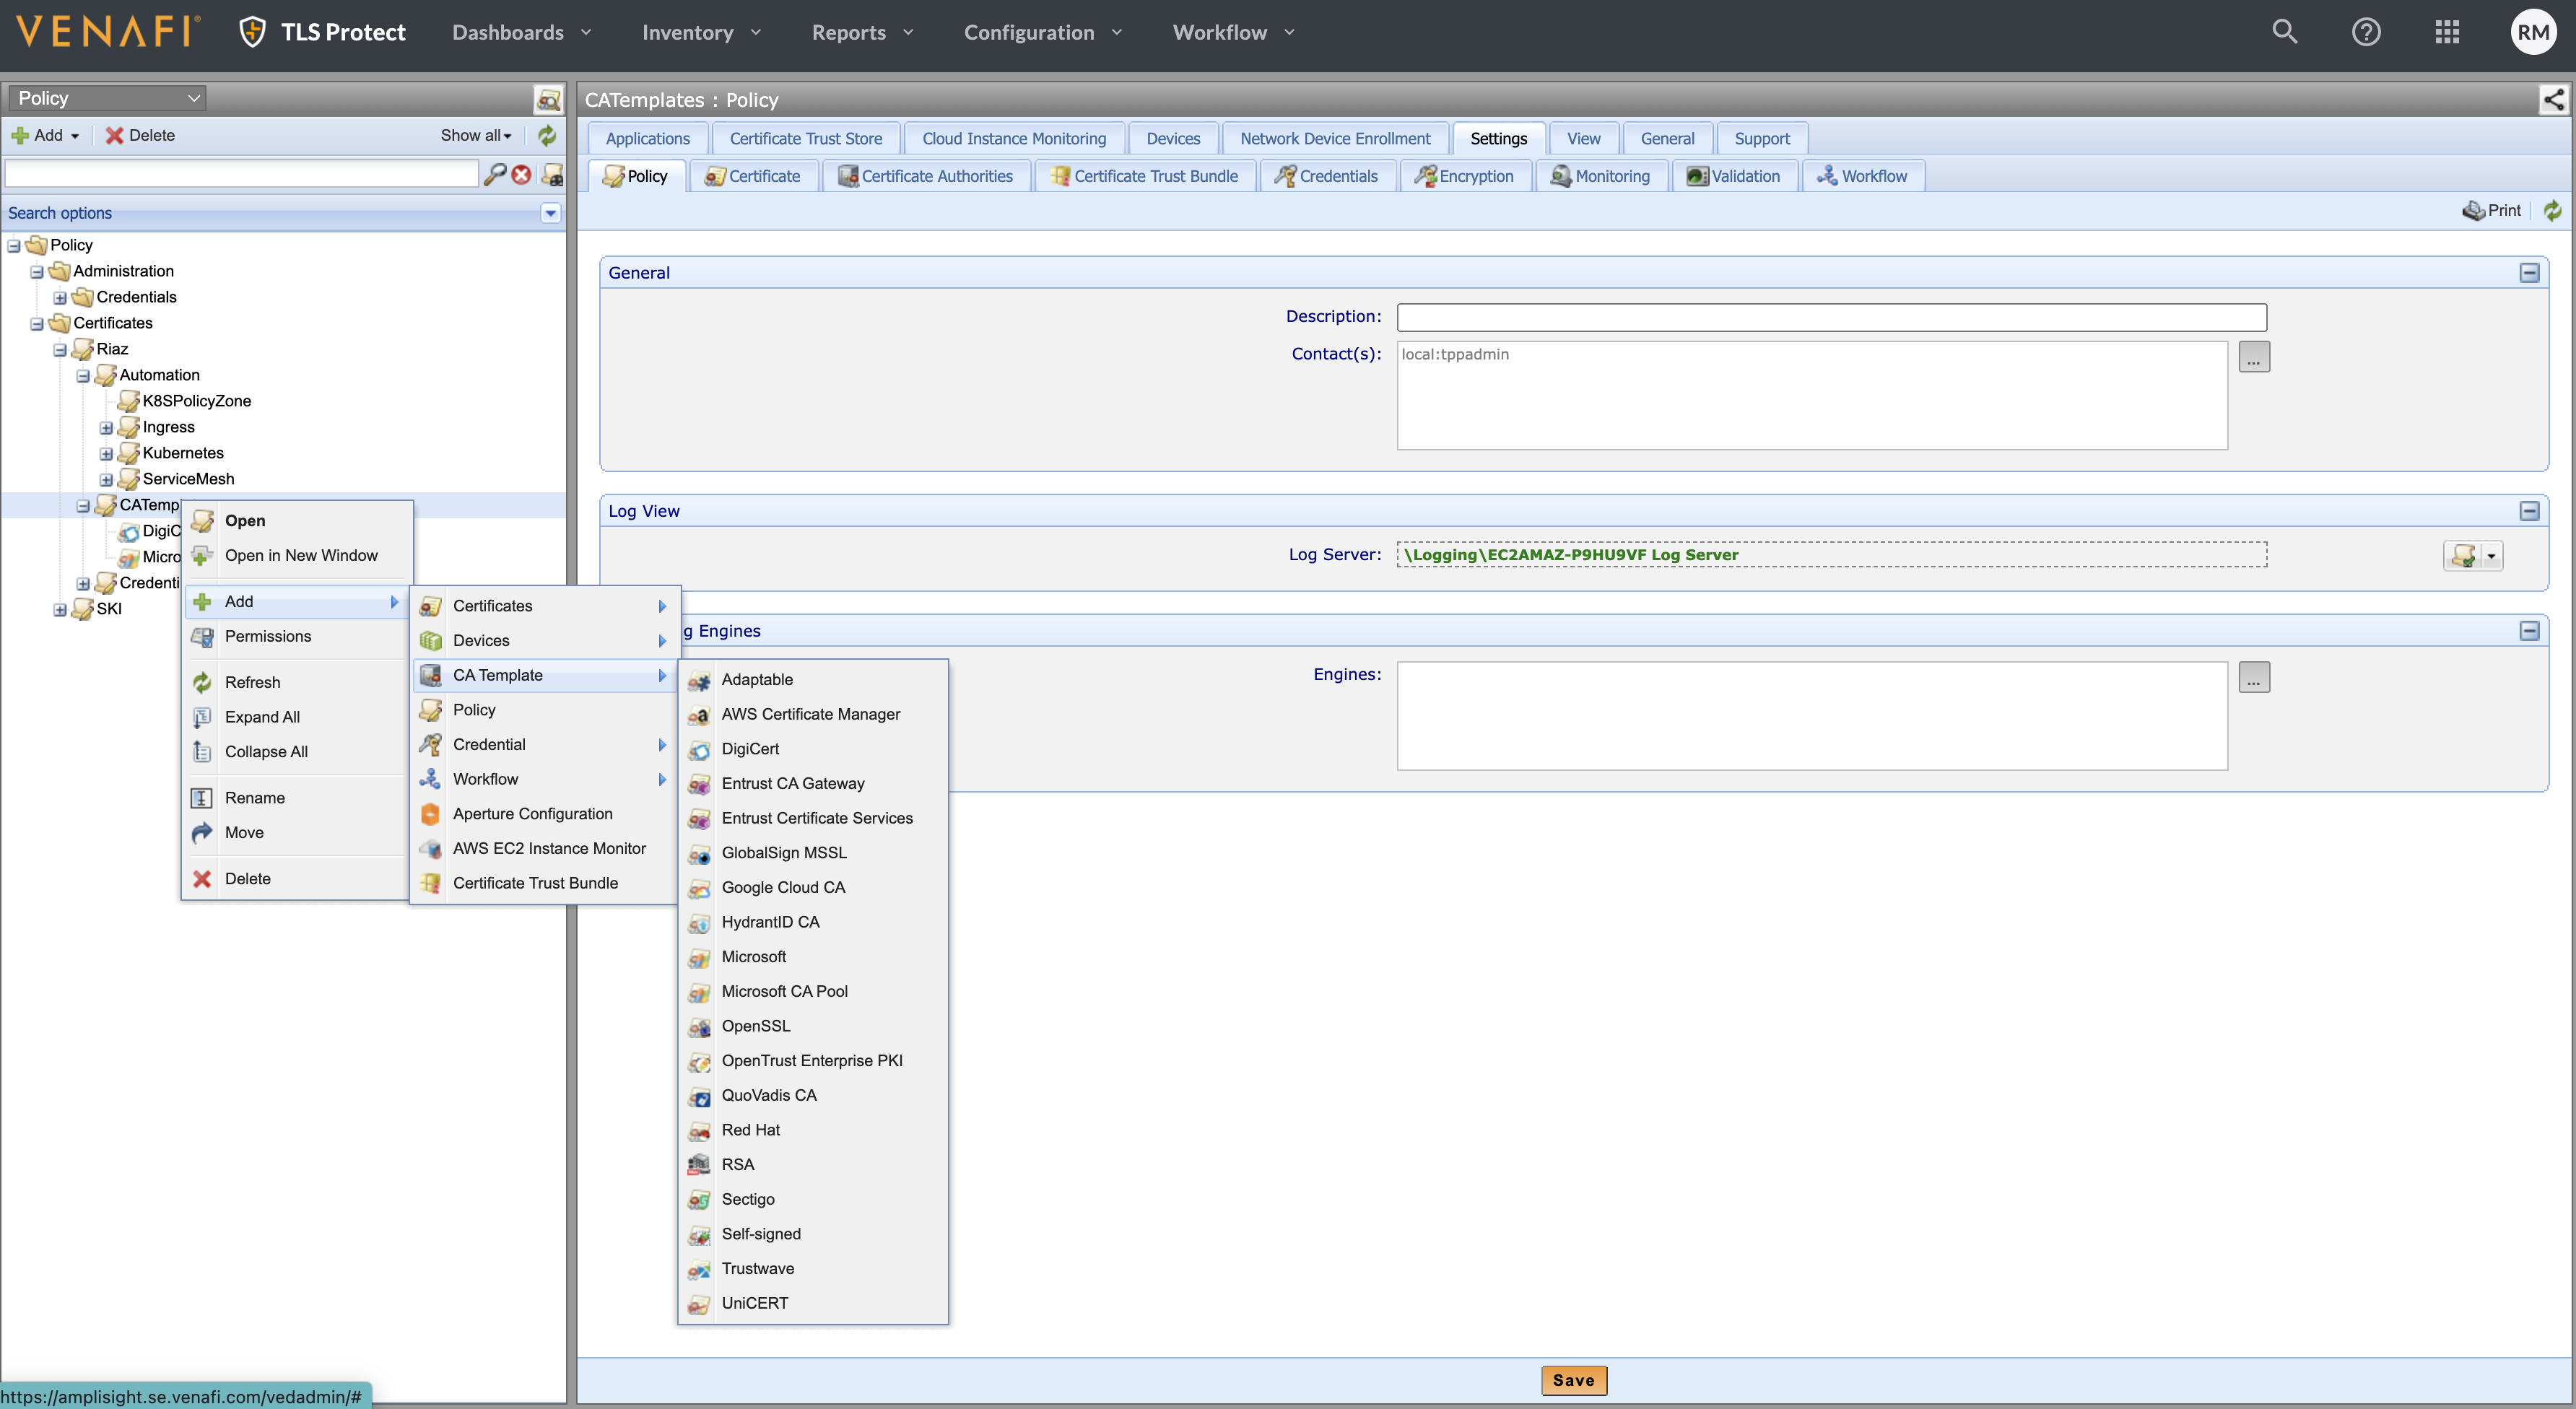 VENAFI® TLS Protect Dashboards Inventory Reports Configuration Workflow RM
Policy
Add Delete Show all
Search options
Policy
Administration
Credentials
Certificates
Riaz
Automation
K8SPolicyZone
Ingress
Kubernetes
ServiceMesh
CATemp
DigiC
Micro
Credenti
SKI
Open
Open in New Window
Add
Permissions
Refresh
Expand All
Collapse All
Rename
Move
Delete
Certificates
Devices
CA Template
Policy
Credential
Workflow
Aperture Configuration
AWS EC2 Instance Monitor
Certificate Trust Bundle
Adaptable
AWS Certificate Manager
DigiCert
Entrust CA Gateway
Entrust Certificate Services
GlobalSign MSSL
Google Cloud CA
HydrantID CA
Microsoft
Microsoft CA Pool
OpenSSL
OpenTrust Enterprise PKI
QuoVadis CA
Red Hat
RSA
Sectigo
Self-signed
Trustwave
UniCERT
CATemplates : Policy
Applications Certificate Trust Store Cloud Instance Monitoring Devices Network Device Enrollment Settings View General Support
Policy Certificate Certificate Authorities Certificate Trust Bundle Credentials Encryption Monitoring Validation Workflow
Print
General
Description:
Contact(s): local:tppadmin ...
Log View
Log Server: \Logging\EC2AMAZ-P9HU9VF Log Server
g Engines
Engines: ...
Save
https://amplisight.se.venafi.com/vedadmin/#